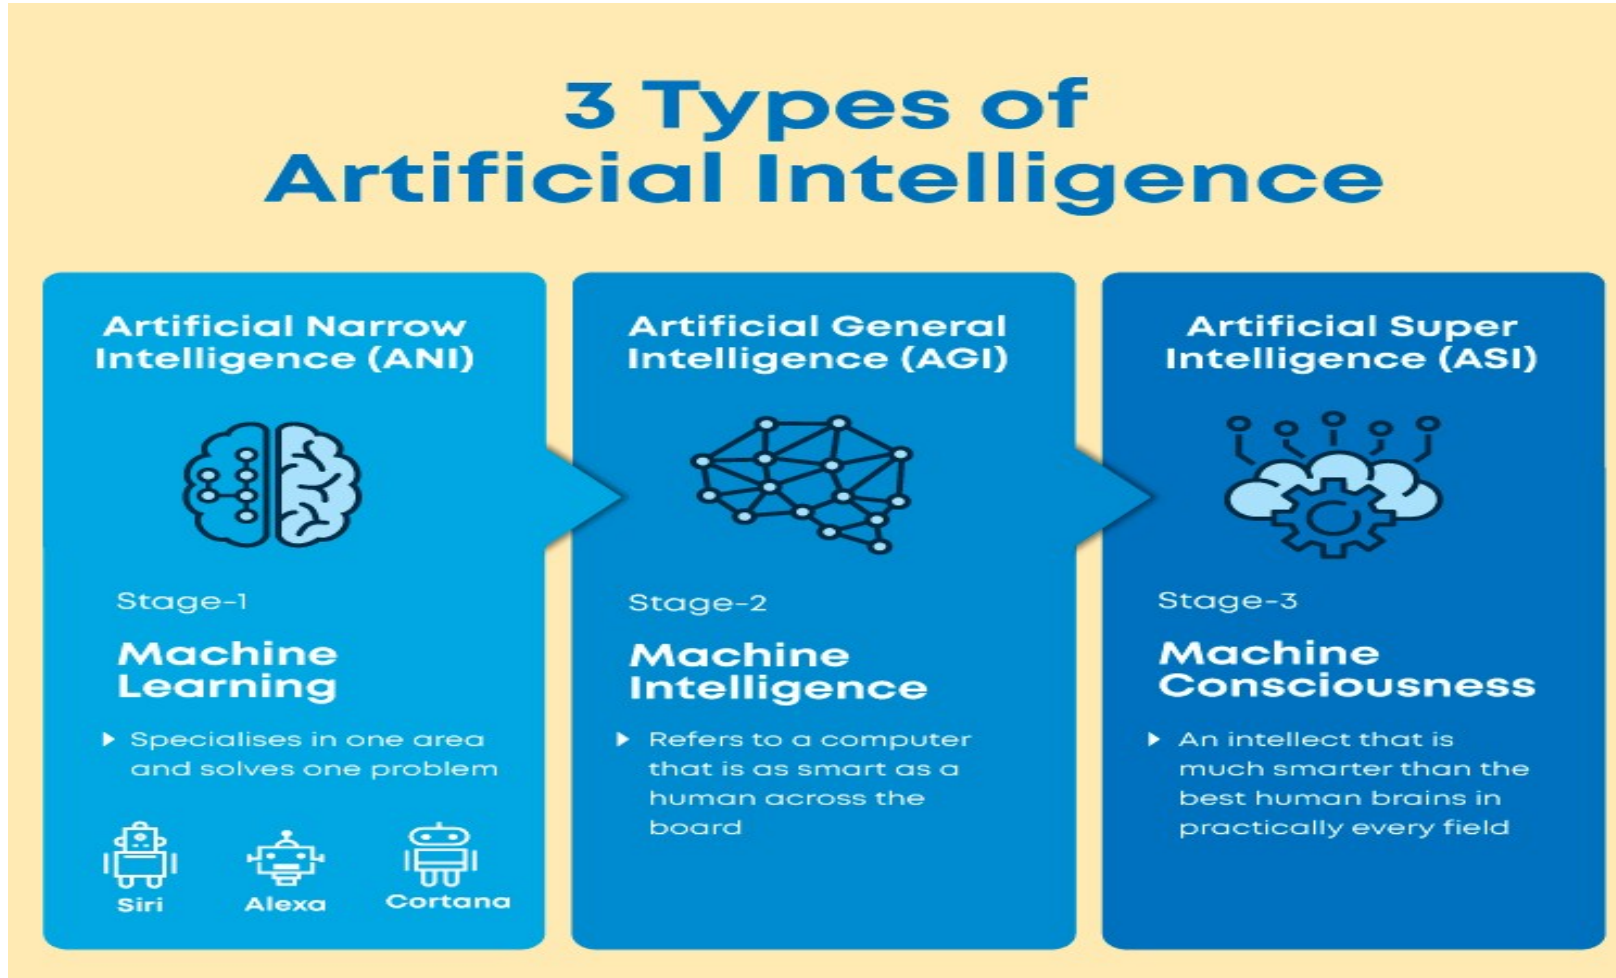 3 Types of
Artificial Intelligence
Artificial Narrow
Intelligence (ANI)
Stage-1
Machine
Learning
Specialises in one area
and solves one problem
Siri
Alexa
Cortana
Artificial General
Intelligence (AGI)
Stage-2
Machine
Intelligence
Refers to a computer
that is as smart as a
human across the
board
Artificial Super
Intelligence (ASI)
Stage-3
Machine
Consciousness
An intellect that is
much smarter than the
best human brains in
practically every field